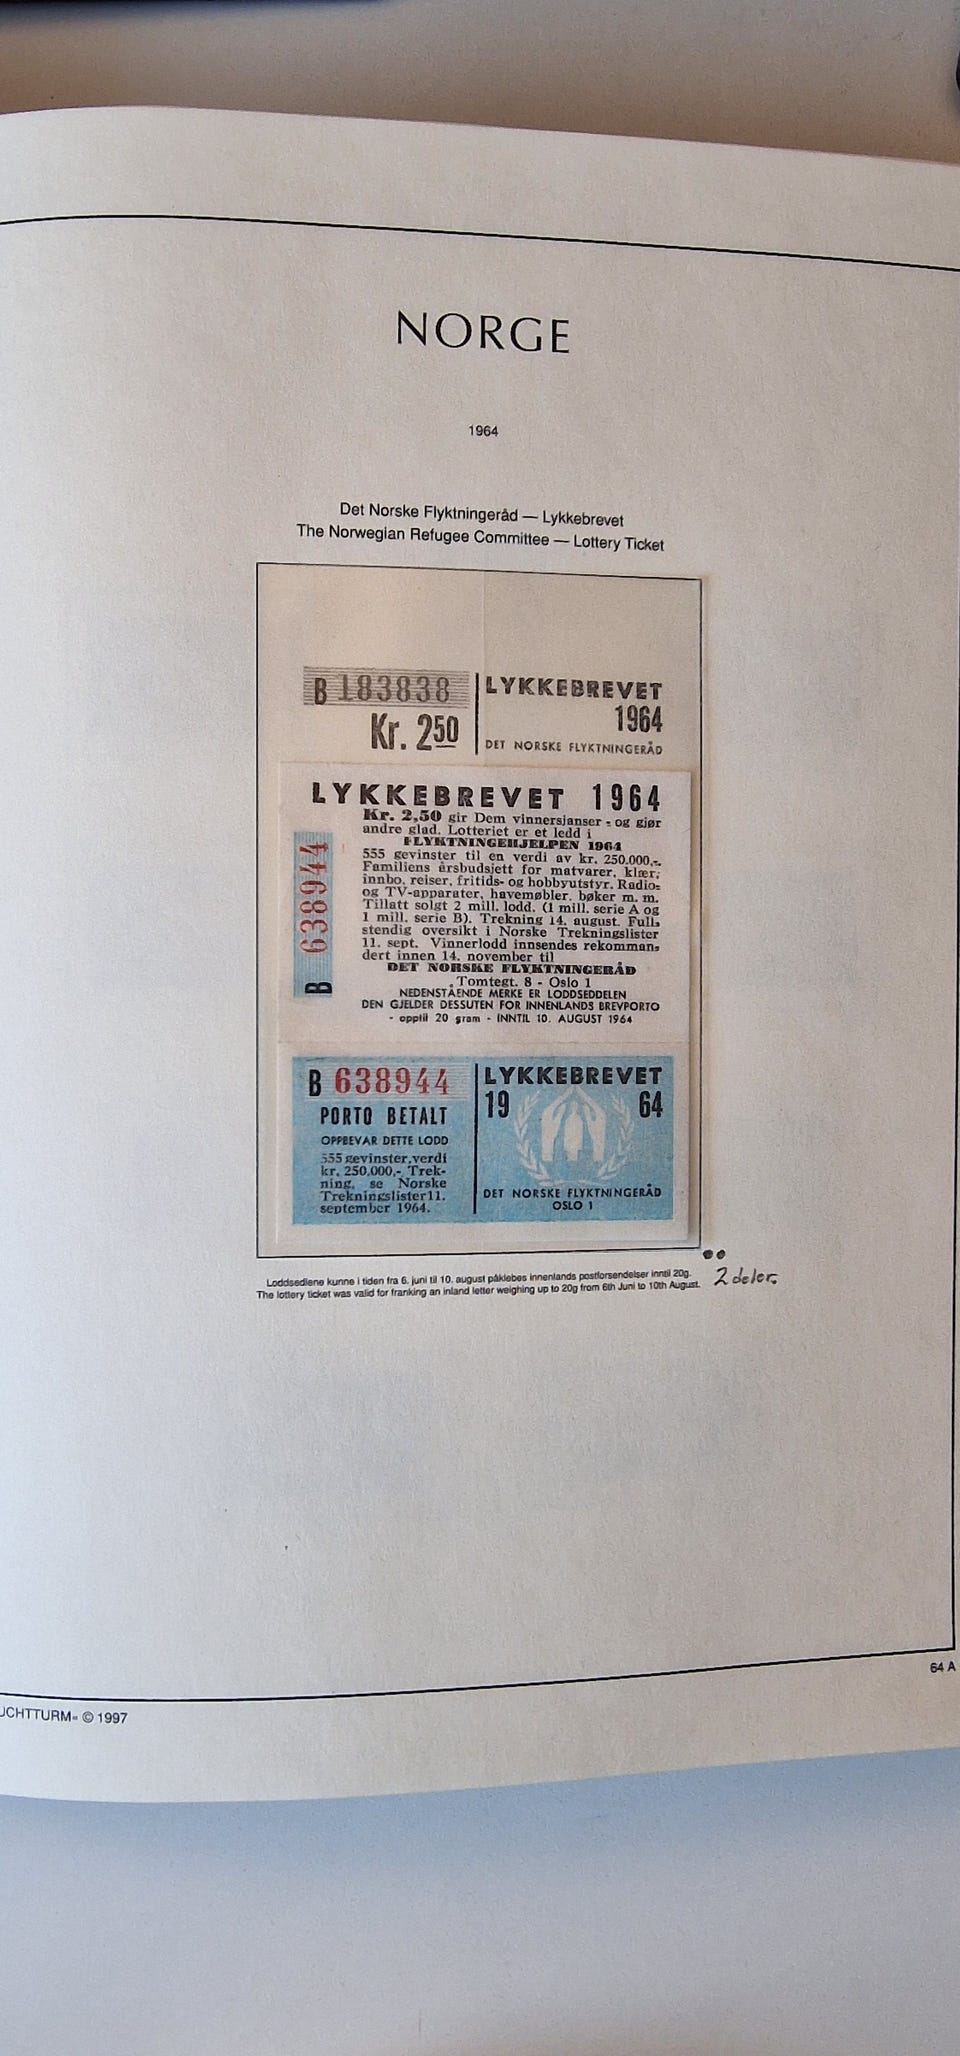 NORGE
1964
Det Norske Flyktningeråd — Lykkebrevet
The Norwegian Refugee Committee — Lottery Ticket
B 183838
Kr. 250
LYKKEBREVET
1964
DET NORSKE FLYKTNINGERÅD
LYKKEBREVET 1964
B 638944
Kr. 2,50 gir Dem vinnersjanser - og gjør
andre glad. Lotteriet er et ledd i
FLYKTNINGEHJELPEN 1964
555 gevinster til en verdi av kr. 250.000,-.
Familiens årsbudsjett for matvarer, klær,
innbo, reiser, fritids- og hobbyutstyr. Radio-
og TV-apparater, havemøbler, bøker m. m.
Tillatt solgt 2 mill. lodd. (1 mill. serie A og
1 mill. serie B). Trekning 14. august. Full-
stendig oversikt i Norske Trekningslister
11. sept. Vinnerlodd innsendes rekomman-
dert innen 14. november til
DET NORSKE FLYKTNINGERÅD
Tomtegt. 8 - Oslo 1
NEDENSTÅENDE MERKE ER LODDSEDDELEN
DEN GJELDER DESSUTEN FOR INNENLANDS BREVPORTO
- opptil 20 gram - INNTIL 10. AUGUST 1964
B 638944
PORTO BETALT
OPPBEVAR DETTE LODD
555 gevinster, verdi
kr. 250,000,- Trek-
ning, se Norske
Trekningslister 11.
september 1964.
LYKKEBREVET
19 64
DET NORSKE FLYKTNINGERÅD
OSLO 1
Loddsedlene kunne i tiden fra 6. juni til 10. august påklebes innenlands postforsendelser inntil 20g.
The lottery ticket was valid for franking an inland letter weighing up to 20g from 6th Juni to 10th August.
2 deler.
64 A
UCHTTURM« © 1997